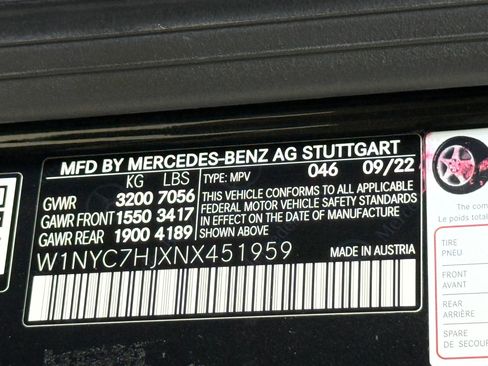 MFD BY MERCEDES-BENZ AG STUTTGART
KG LBS TYPE: MPV 046 09/22
GVWR 3200 7056
GAWR FRONT 1550 3417
GAWR REAR 1900 4189
THIS VEHICLE CONFORMS TO ALL APPLICABLE
FEDERAL MOTOR VEHICLE SAFETY STANDARDS
IN EFFECT ON THE DATE OF MANUFACTURE
SHOWN ABOVE
W1NYC7HJXNX451959 MADE IN AUSTRIA
The com
Le poids total
TIRE
PNEU
FRONT
AVANT
REAR
ARRIÈRE
SPARE
DE SECOUR